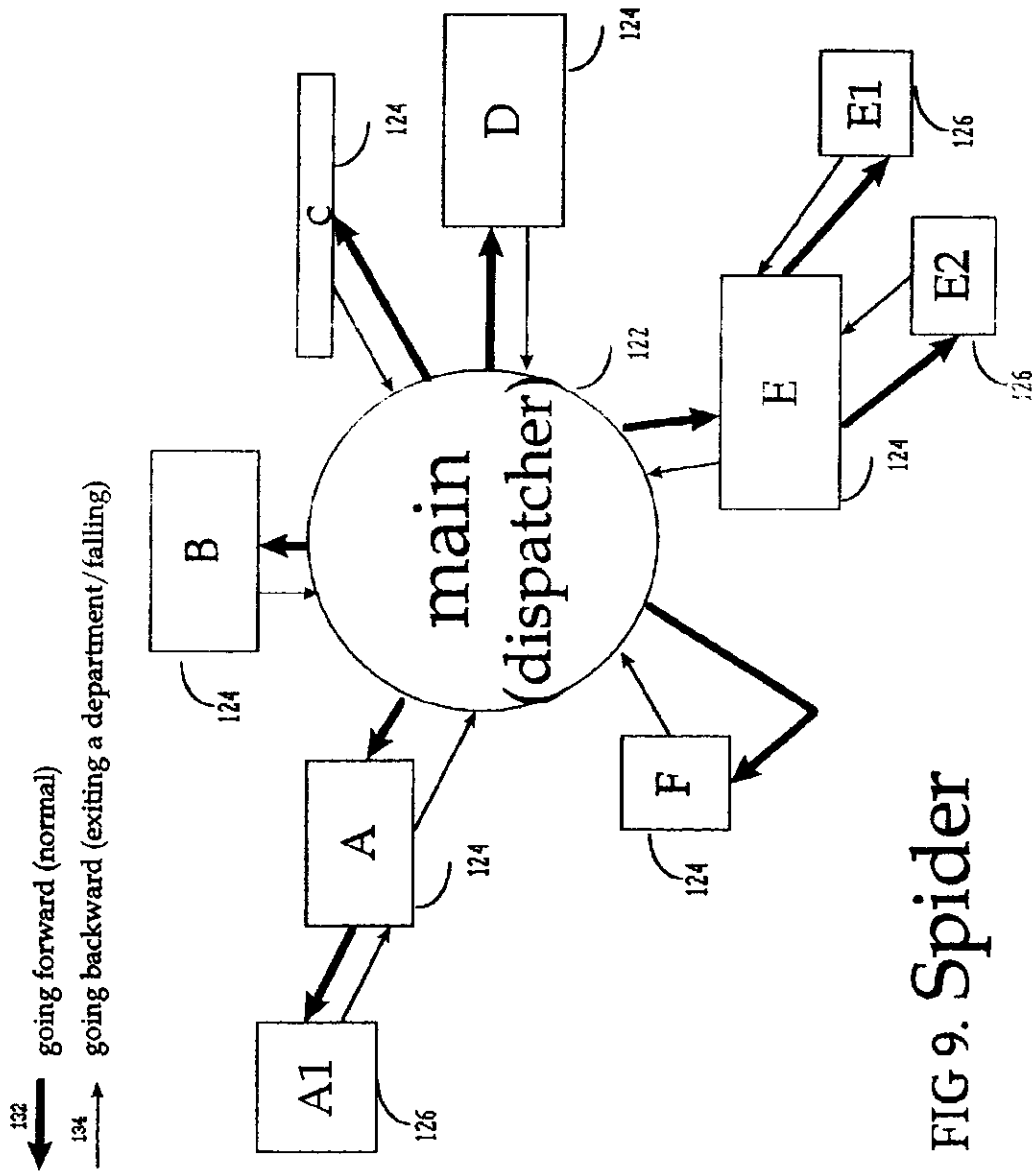 132 going forward (normal)
134 going backward (exiting a department/falling)
B
124
C
124
D
124
A1
126
A
124
main
(dispatcher)
122
F
124
E
124
E1
126
E2
126
FIG 9. Spider